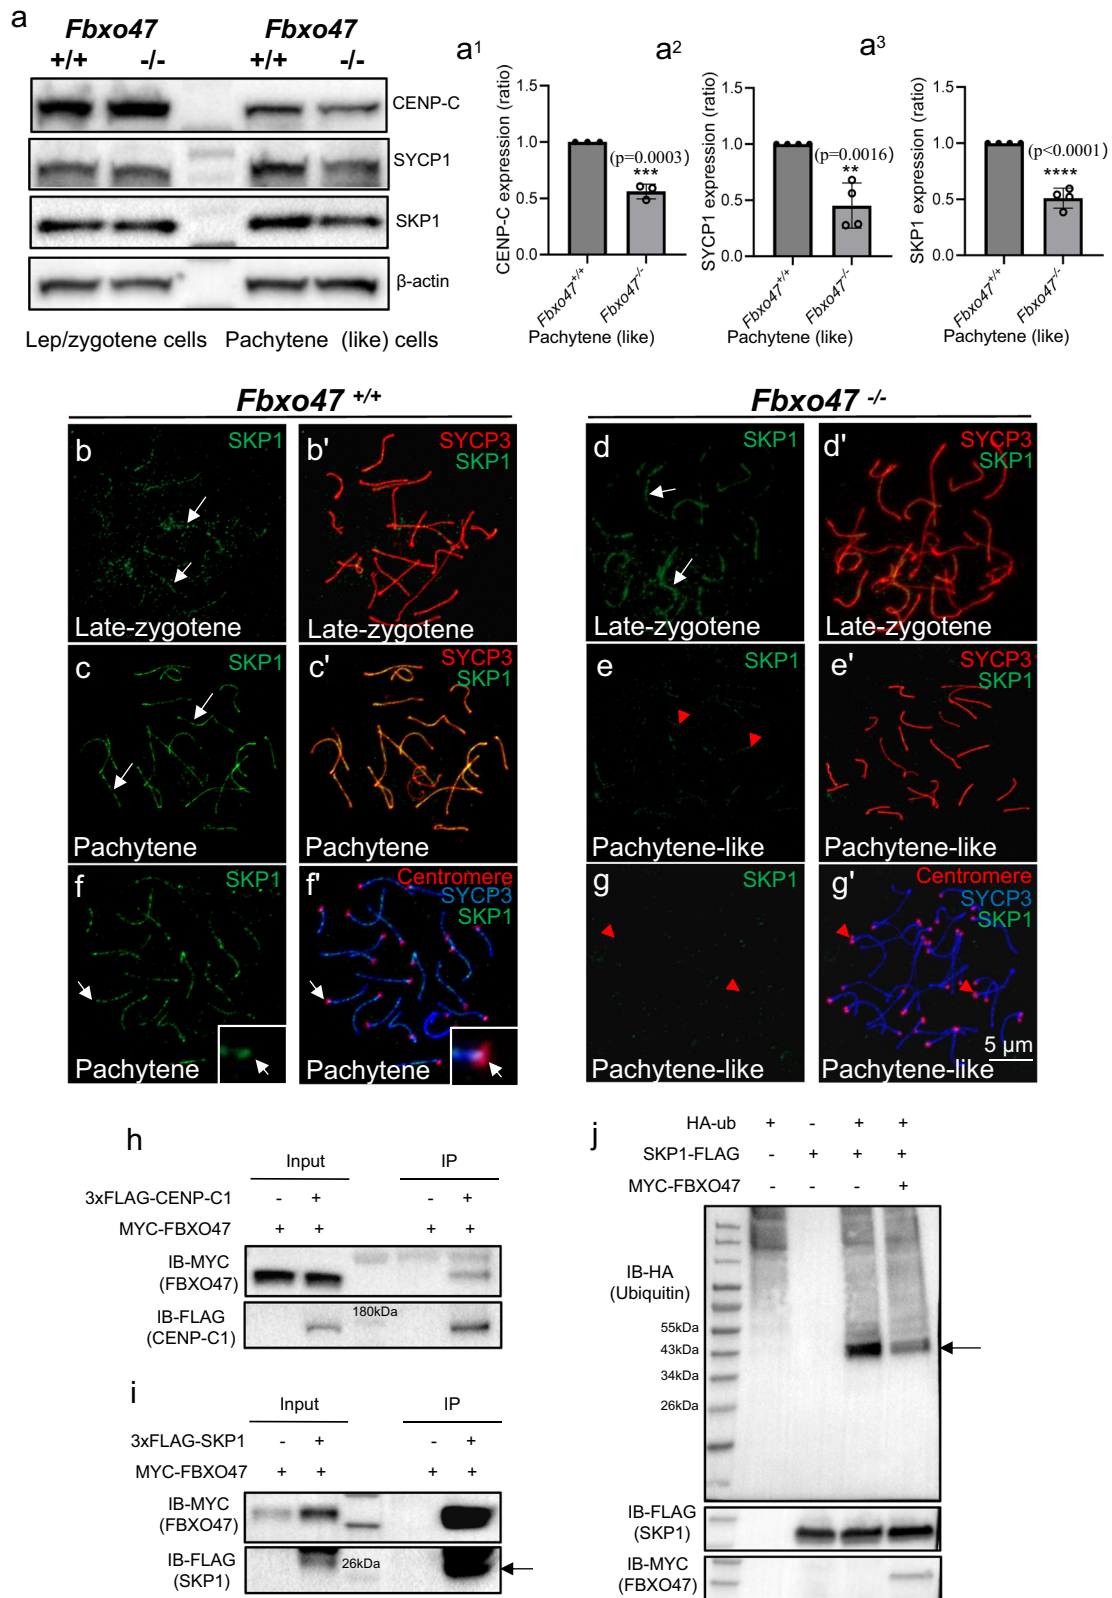 a
Fbxo47 Fbxo47
+/+ -/- +/+ -/-
CENP-C
SYCP1
SKP1
β-actin
Lep/zygotene cells Pachytene (like) cells
a1
CENP-C expression (ratio)
1.5
1.0
0.5
0.0
(p=0.0003)
***
Fbxo47+/+
Fbxo47-/-
Pachytene (like)
a2
SYCP1 expression (ratio)
1.5
1.0
0.5
0.0
(p=0.0016)
**
Fbxo47+/+
Fbxo47-/-
Pachytene (like)
a3
SKP1 expression (ratio)
1.5
1.0
0.5
0.0
(p<0.0001)
****
Fbxo47+/+
Fbxo47-/-
Pachytene (like)
Fbxo47 +/+
b
SKP1
Late-zygotene
b'
SYCP3
SKP1
Late-zygotene
c
SKP1
Pachytene
c'
SYCP3
SKP1
Pachytene
f
SKP1
Pachytene
f'
Centromere
SYCP3
SKP1
Pachytene
Fbxo47 -/-
d
SKP1
Late-zygotene
d'
SYCP3
SKP1
Late-zygotene
e
SKP1
Pachytene-like
e'
SYCP3
SKP1
Pachytene-like
g
SKP1
Pachytene-like
g'
Centromere
SYCP3
SKP1
5 µm
Pachytene-like
h
Input IP
3xFLAG-CENP-C1 - + - +
MYC-FBXO47 + + + +
IB-MYC
(FBXO47)
IB-FLAG
(CENP-C1)
180kDa
i
Input IP
3xFLAG-SKP1 - + - +
MYC-FBXO47 + + + +
IB-MYC
(FBXO47)
IB-FLAG
(SKP1)
26kDa
j
HA-ub + - + +
SKP1-FLAG - + + +
MYC-FBXO47 - - - +
IB-HA
(Ubiquitin)
55kDa
43kDa
34kDa
26kDa
IB-FLAG
(SKP1)
IB-MYC
(FBXO47)